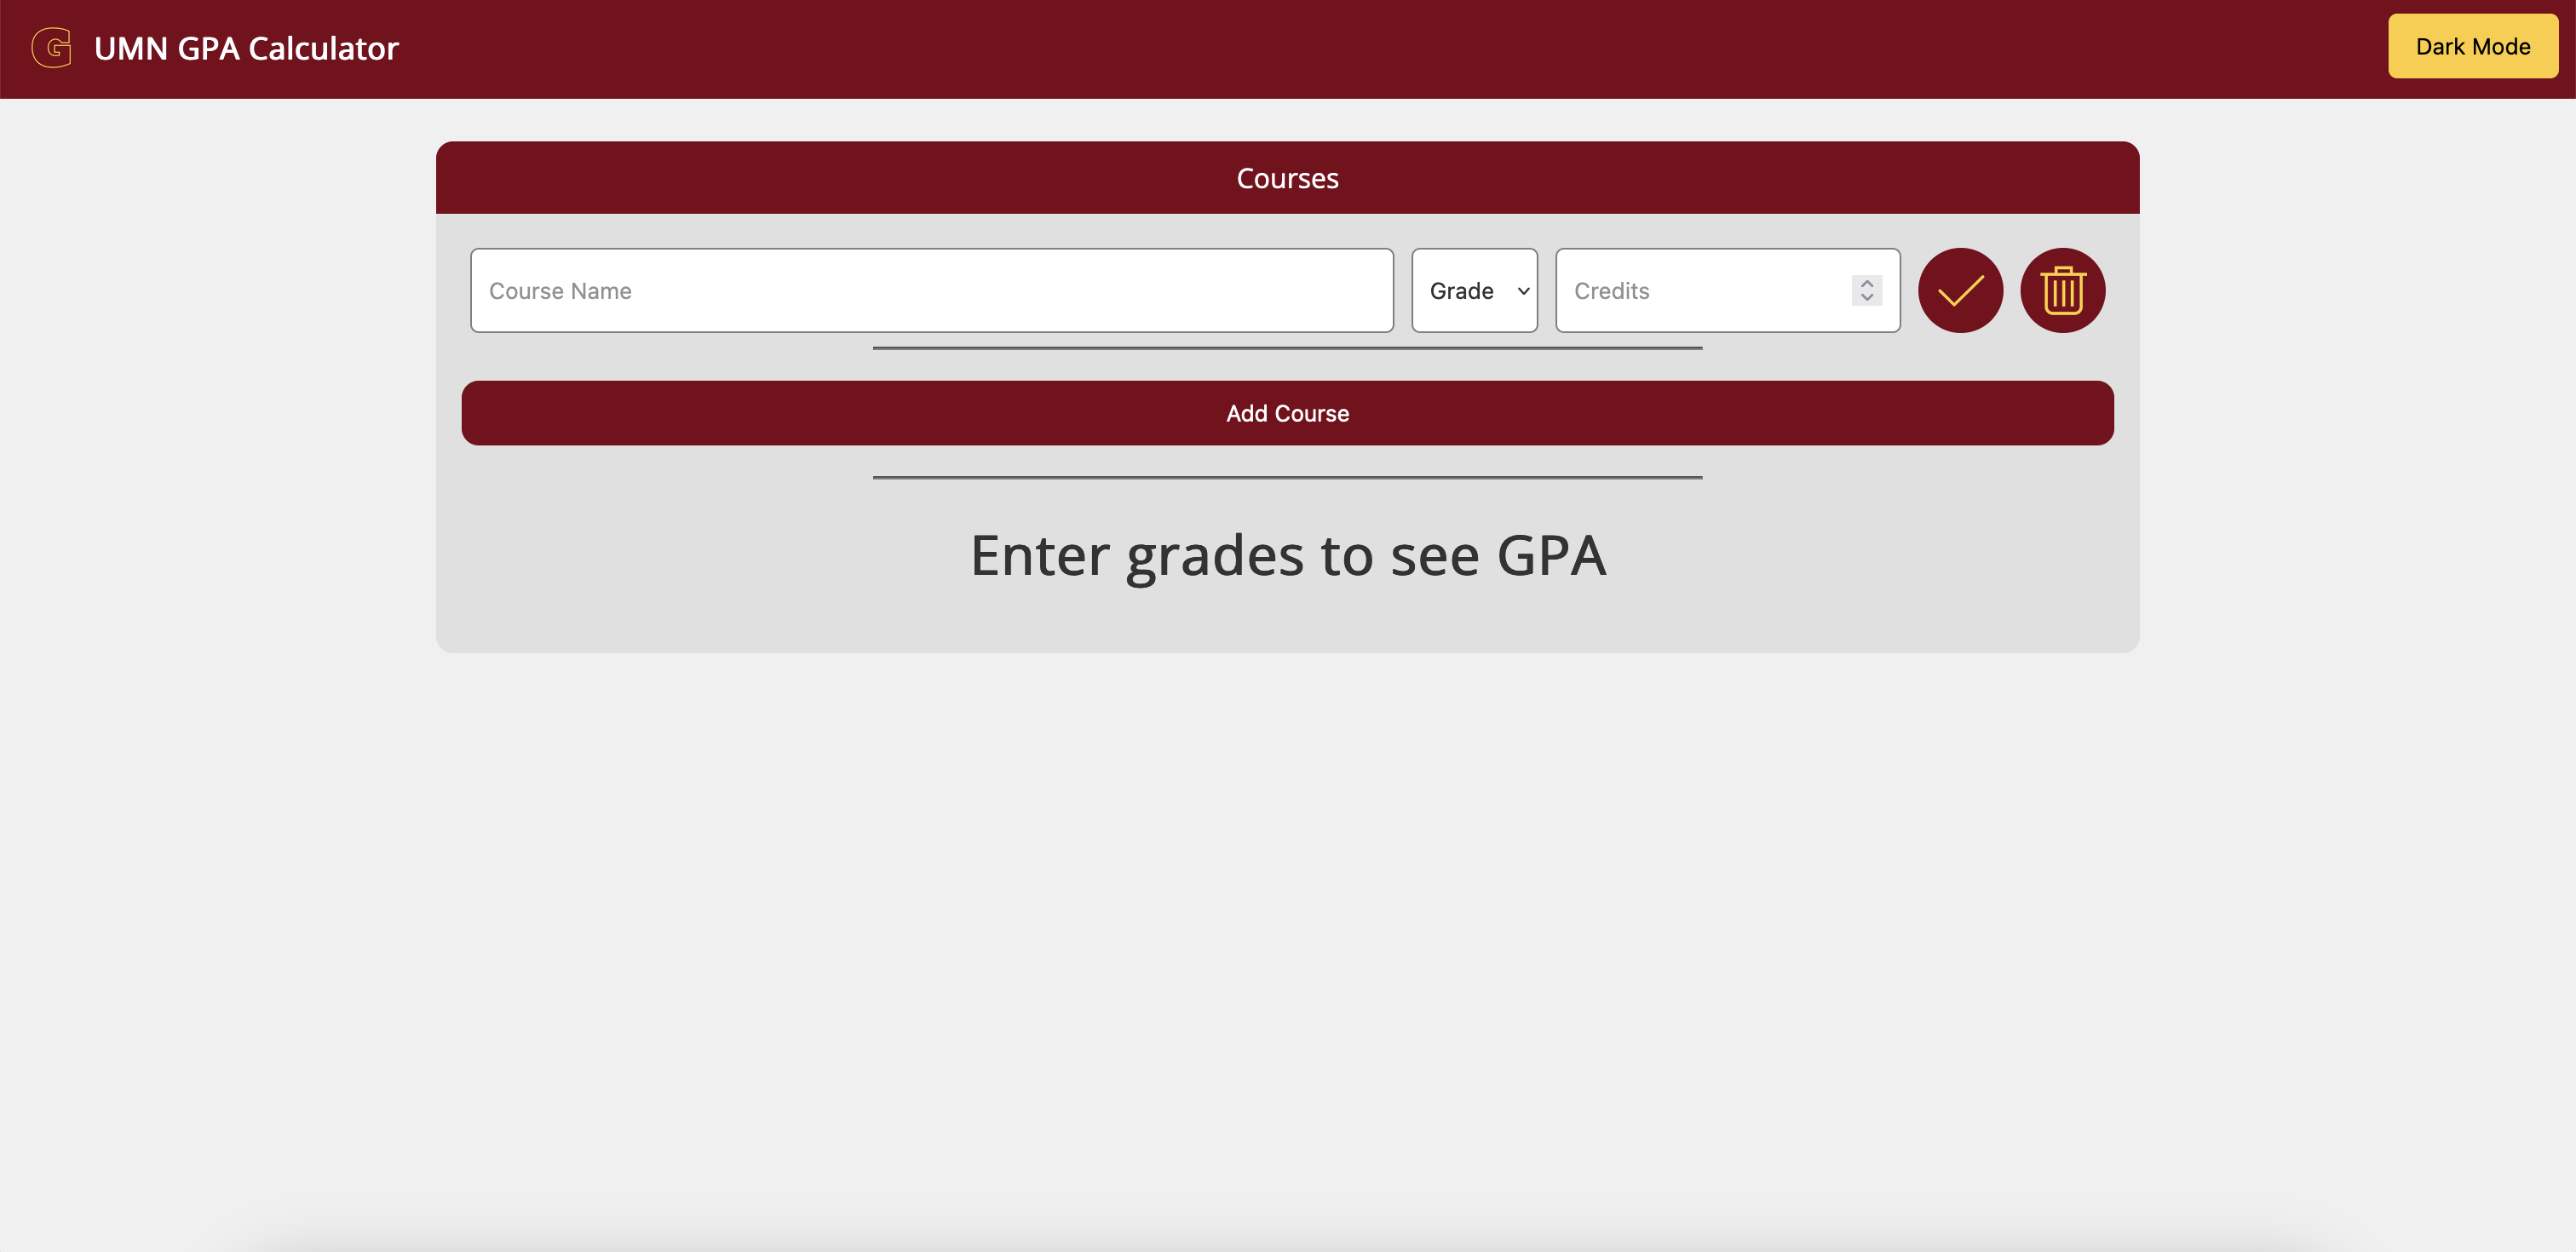 G UMN GPA Calculator
Dark Mode
Courses
Course Name
Grade
Credits
Add Course
Enter grades to see GPA